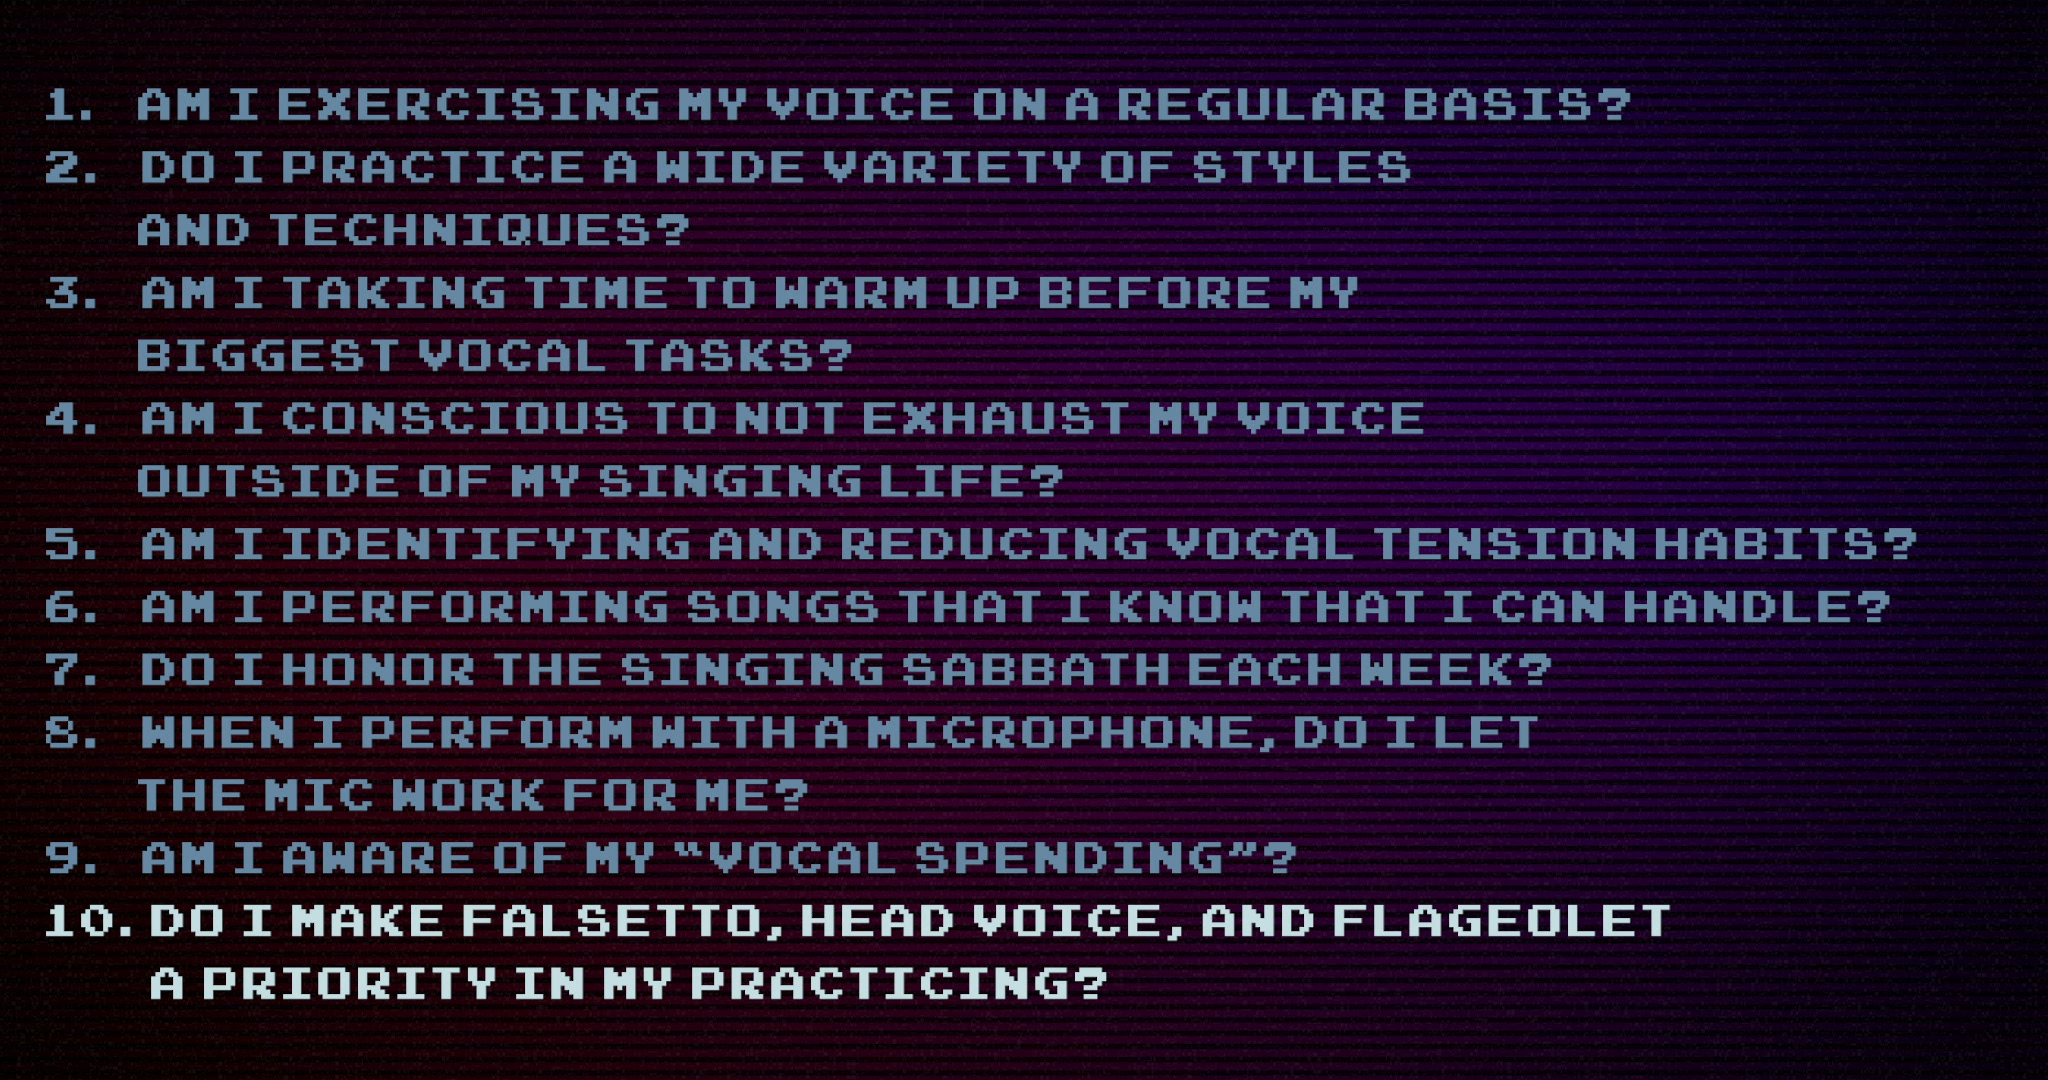 1. AM I EXERCISING MY VOICE ON A REGULAR BASIS?
2. DO I PRACTICE A WIDE VARIETY OF STYLES
AND TECHNIQUES?
3. AM I TAKING TIME TO WARM UP BEFORE MY
BIGGEST VOCAL TASKS?
4. AM I CONSCIOUS TO NOT EXHAUST MY VOICE
OUTSIDE OF MY SINGING LIFE?
5. AM I IDENTIFYING AND REDUCING VOCAL TENSION HABITS?
6. AM I PERFORMING SONGS THAT I KNOW THAT I CAN HANDLE?
7. DO I HONOR THE SINGING SABBATH EACH WEEK?
8. WHEN I PERFORM WITH A MICROPHONE, DO I LET
THE MIC WORK FOR ME?
9. AM I AWARE OF MY “VOCAL SPENDING”?
10. DO I MAKE FALSETTO, HEAD VOICE, AND FLAGEOLET
A PRIORITY IN MY PRACTICING?